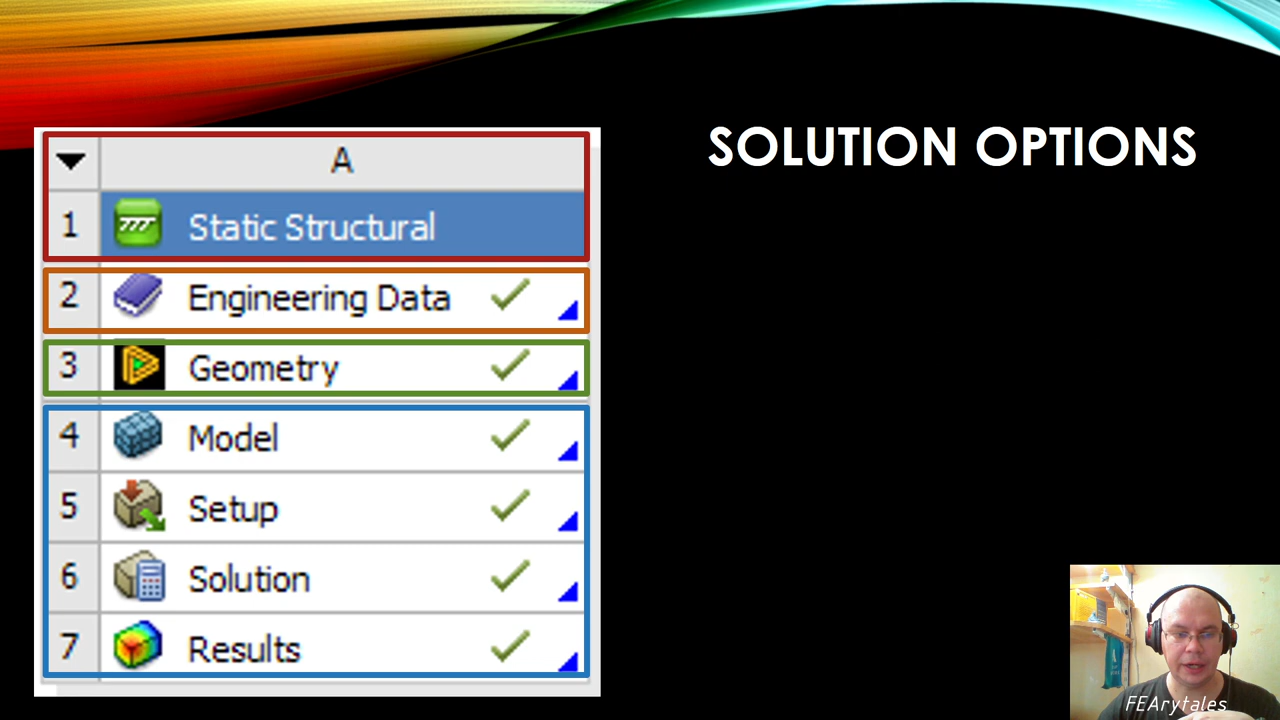 SOLUTION OPTIONS
A
1 Static Structural
2 Engineering Data
3 Geometry
4 Model
5 Setup
6 Solution
7 Results
FEArytales